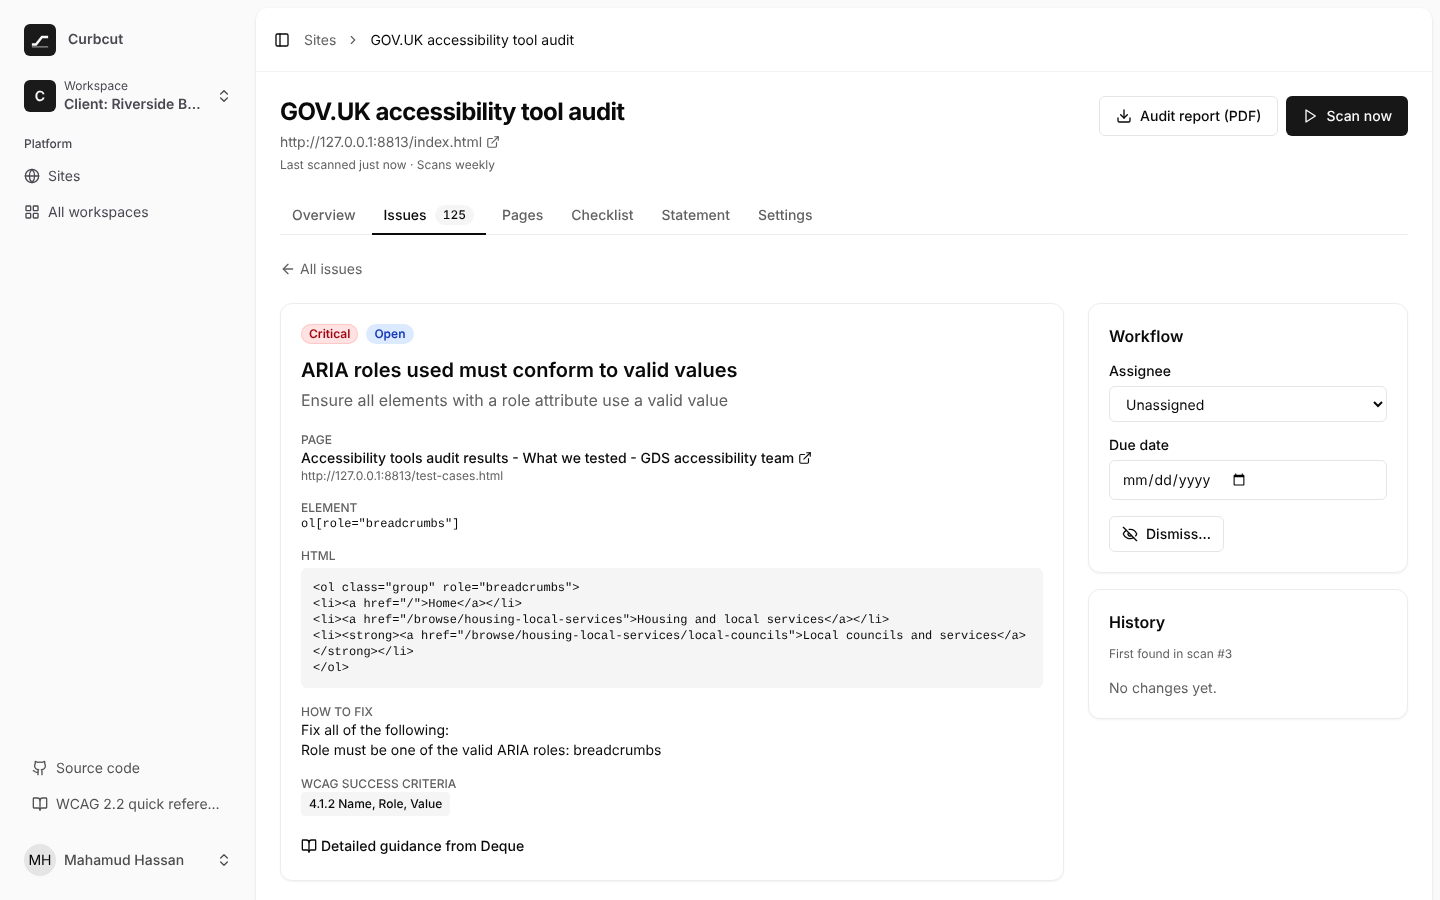 Curbcut
C
Workspace
Client: Riverside B...
Platform
Sites
All workspaces
Source code
WCAG 2.2 quick refere...
MH
Mahamud Hassan
Sites
GOV.UK accessibility tool audit
GOV.UK accessibility tool audit
http://127.0.0.1:8813/index.html
Last scanned just now · Scans weekly
Audit report (PDF)
Scan now
Overview
Issues 125
Pages
Checklist
Statement
Settings
All issues
Critical
Open
ARIA roles used must conform to valid values
Ensure all elements with a role attribute use a valid value
PAGE
Accessibility tools audit results - What we tested - GDS accessibility team
http://127.0.0.1:8813/test-cases.html
ELEMENT
ol[role="breadcrumbs"]
HTML
<ol class="group" role="breadcrumbs">
<li><a href="/">Home</a></li>
<li><a href="/browse/housing-local-services">Housing and local services</a></li>
<li><strong><a href="/browse/housing-local-services/local-councils">Local councils and services</a>
</strong></li>
</ol>
HOW TO FIX
Fix all of the following:
Role must be one of the valid ARIA roles: breadcrumbs
WCAG SUCCESS CRITERIA
4.1.2 Name, Role, Value
Detailed guidance from Deque
Workflow
Assignee
Unassigned
Due date
mm/dd/yyyy
Dismiss...
History
First found in scan #3
No changes yet.